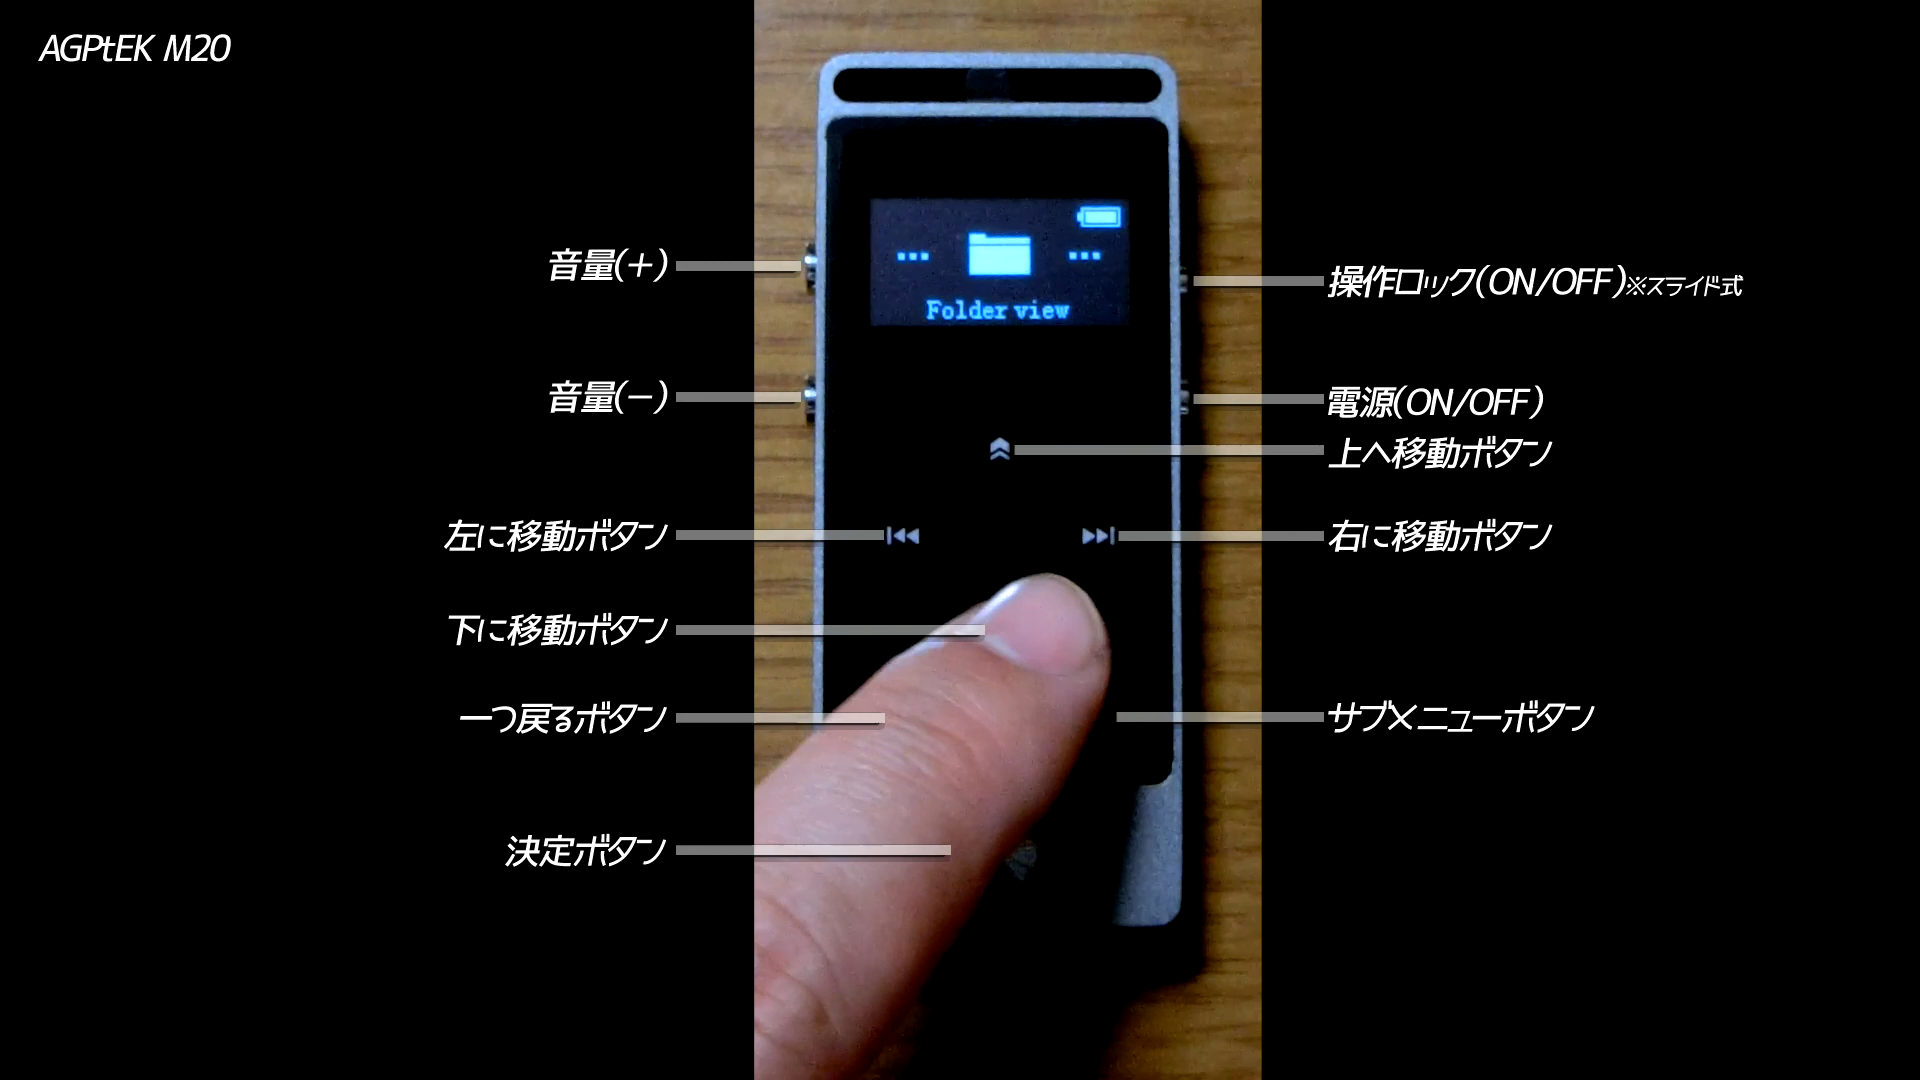 AGPtEK M20
Folder view
音量(+)
音量(−)
左に移動ボタン
下に移動ボタン
一つ戻るボタン
決定ボタン
操作ロック(ON/OFF)※スライド式
電源(ON/OFF)
上へ移動ボタン
右に移動ボタン
サブメニューボタン